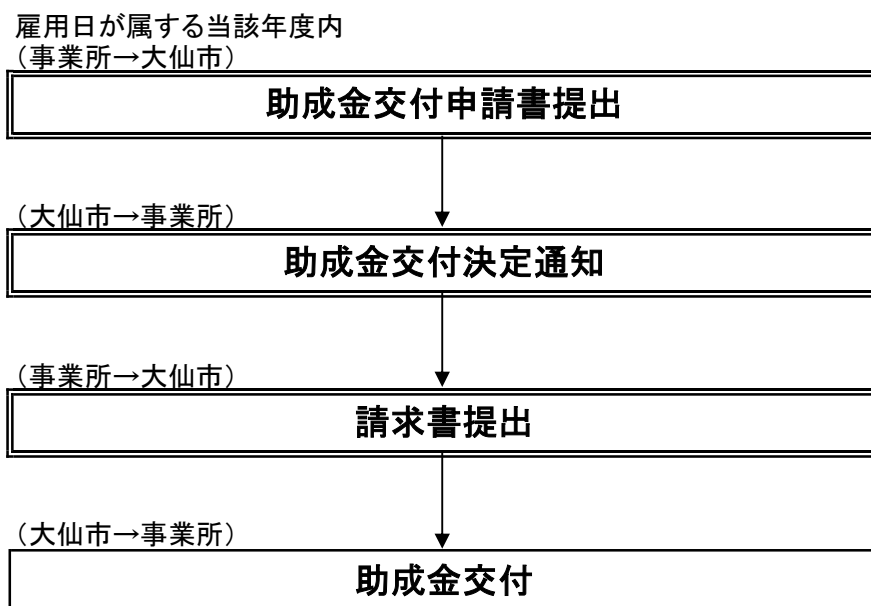 雇用日が属する当該年度内
（事業所→大仙市）
助成金交付申請書提出
（大仙市→事業所）
助成金交付決定通知
（事業所→大仙市）
請求書提出
（大仙市→事業所）
助成金交付